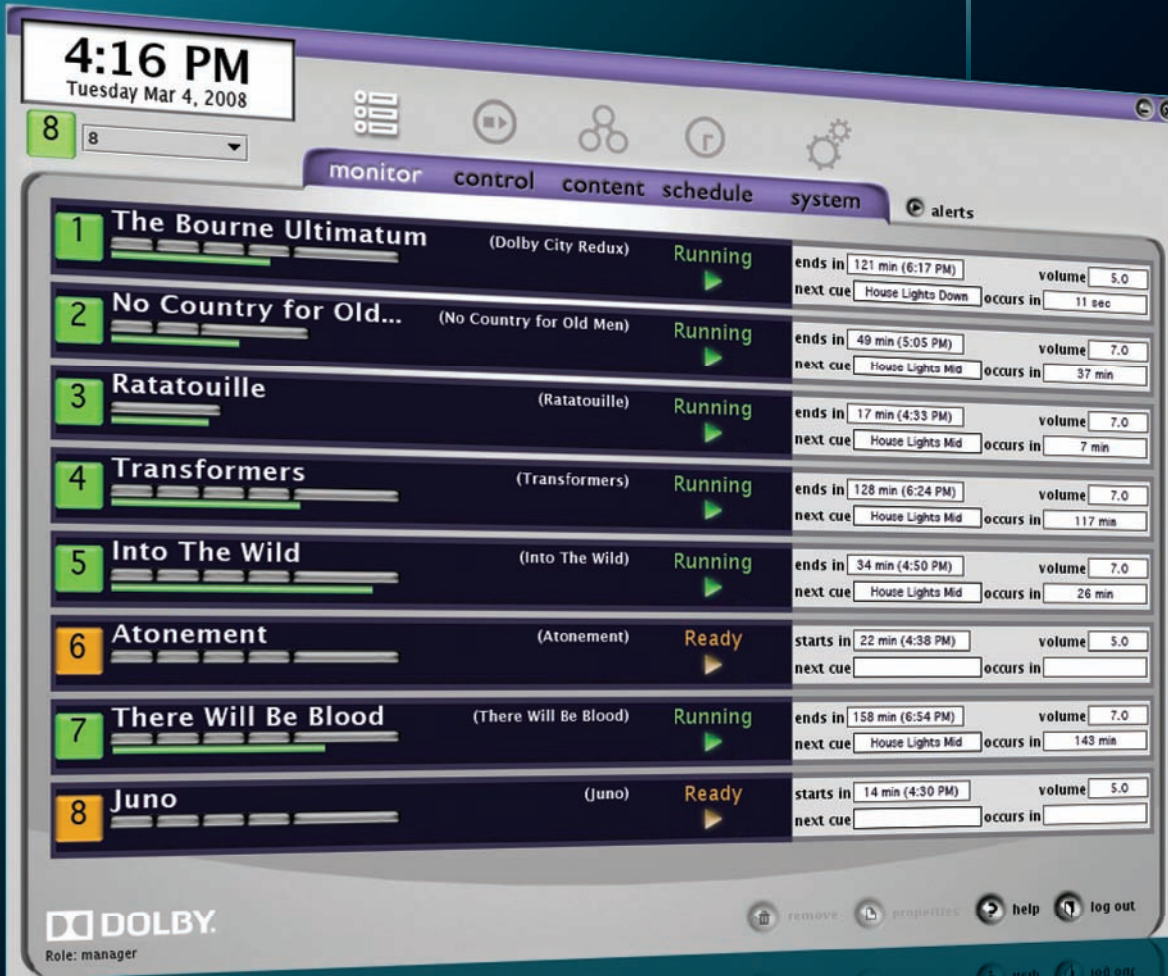 4:16 PM
Tuesday Mar 4, 2008
8 8
monitor control content schedule system alerts
1 The Bourne Ultimatum (Dolby City Redux) Running ends in 121 min (6:17 PM) volume 5.0
next cue House Lights Down occurs in 11 sec
2 No Country for Old... (No Country for Old Men) Running ends in 49 min (5:05 PM) volume 7.0
next cue House Lights Mid occurs in 37 min
3 Ratatouille (Ratatouille) Running ends in 17 min (4:33 PM) volume 7.0
next cue House Lights Mid occurs in 7 min
4 Transformers (Transformers) Running ends in 128 min (6:24 PM) volume 7.0
next cue House Lights Mid occurs in 117 min
5 Into The Wild (Into The Wild) Running ends in 34 min (4:50 PM) volume 7.0
next cue House Lights Mid occurs in 26 min
6 Atonement (Atonement) Ready starts in 22 min (4:38 PM) volume 5.0
next cue occurs in
7 There Will Be Blood (There Will Be Blood) Running ends in 158 min (6:54 PM) volume 7.0
next cue House Lights Mid occurs in 143 min
8 Juno (Juno) Ready starts in 14 min (4:30 PM) volume 5.0
next cue occurs in
DOLBY.
remove properties help log out
Role: manager